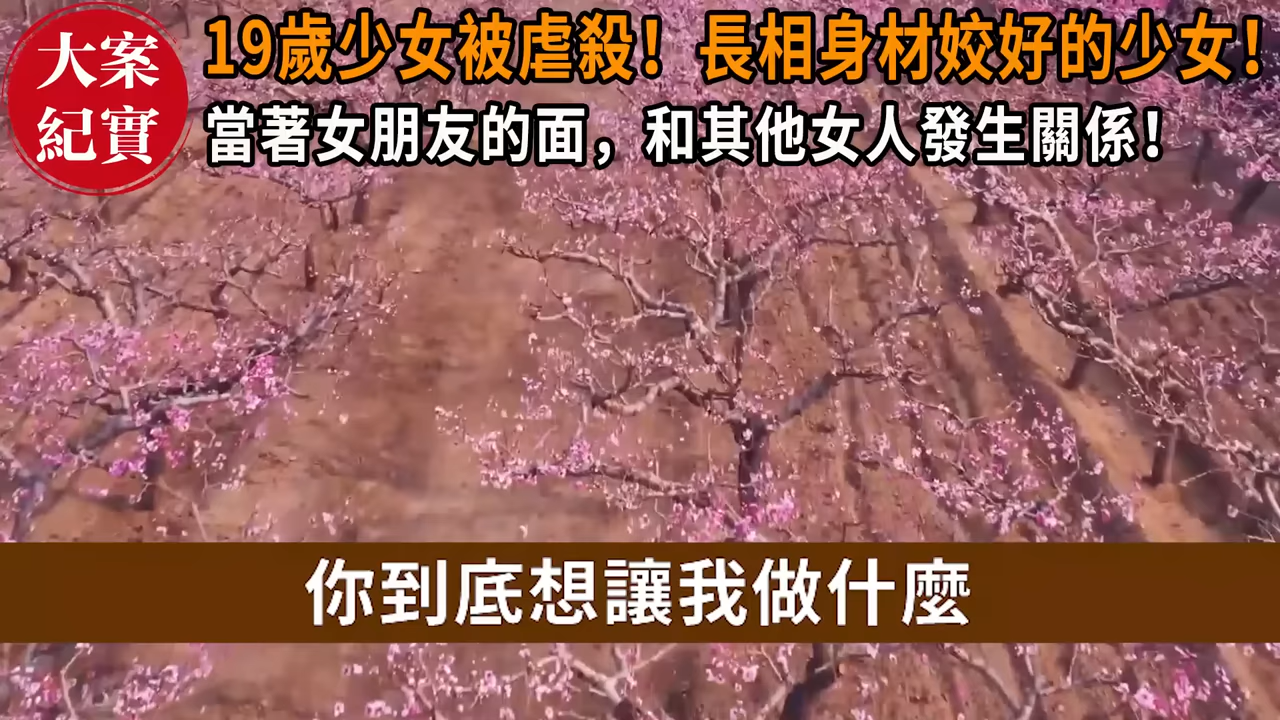 大案
紀實
19歲少女被虐殺！長相身材姣好的少女！
當著女朋友的面，和其他女人發生關係！
你到底想讓我做什麼